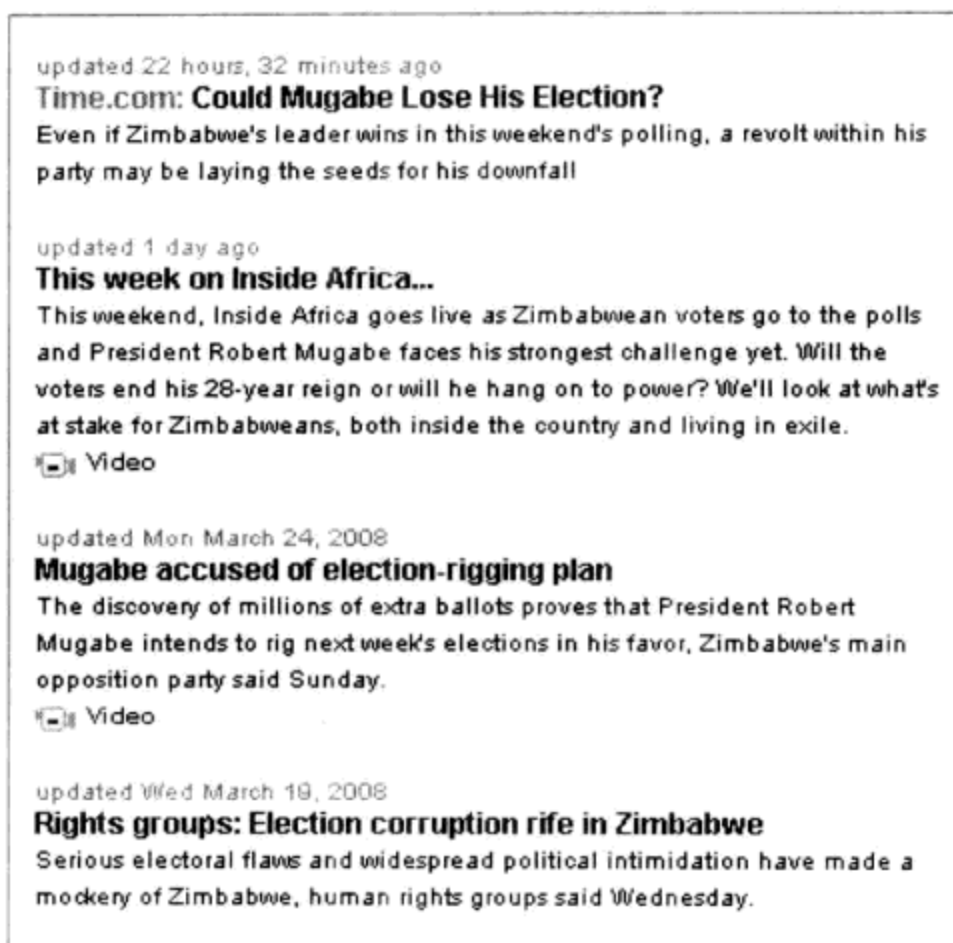 updated 22 hours, 32 minutes ago
Time.com: Could Mugabe Lose His Election?
Even if Zimbabwe's leader wins in this weekend's polling, a revolt within his
party may be laying the seeds for his downfall
updated 1 day ago
This week on Inside Africa...
This weekend, Inside Africa goes live as Zimbabwean voters go to the polls
and President Robert Mugabe faces his strongest challenge yet. Will the
voters end his 28-year reign or will he hang on to power? We'll look at what's
at stake for Zimbabweans, both inside the country and living in exile.
Video
updated Mon March 24, 2008
Mugabe accused of election-rigging plan
The discovery of millions of extra ballots proves that President Robert
Mugabe intends to rig next week's elections in his favor, Zimbabwe's main
opposition party said Sunday.
Video
updated Wed March 19, 2008
Rights groups: Election corruption rife in Zimbabwe
Serious electoral flaws and widespread political intimidation have made a
mockery of Zimbabwe, human rights groups said Wednesday.